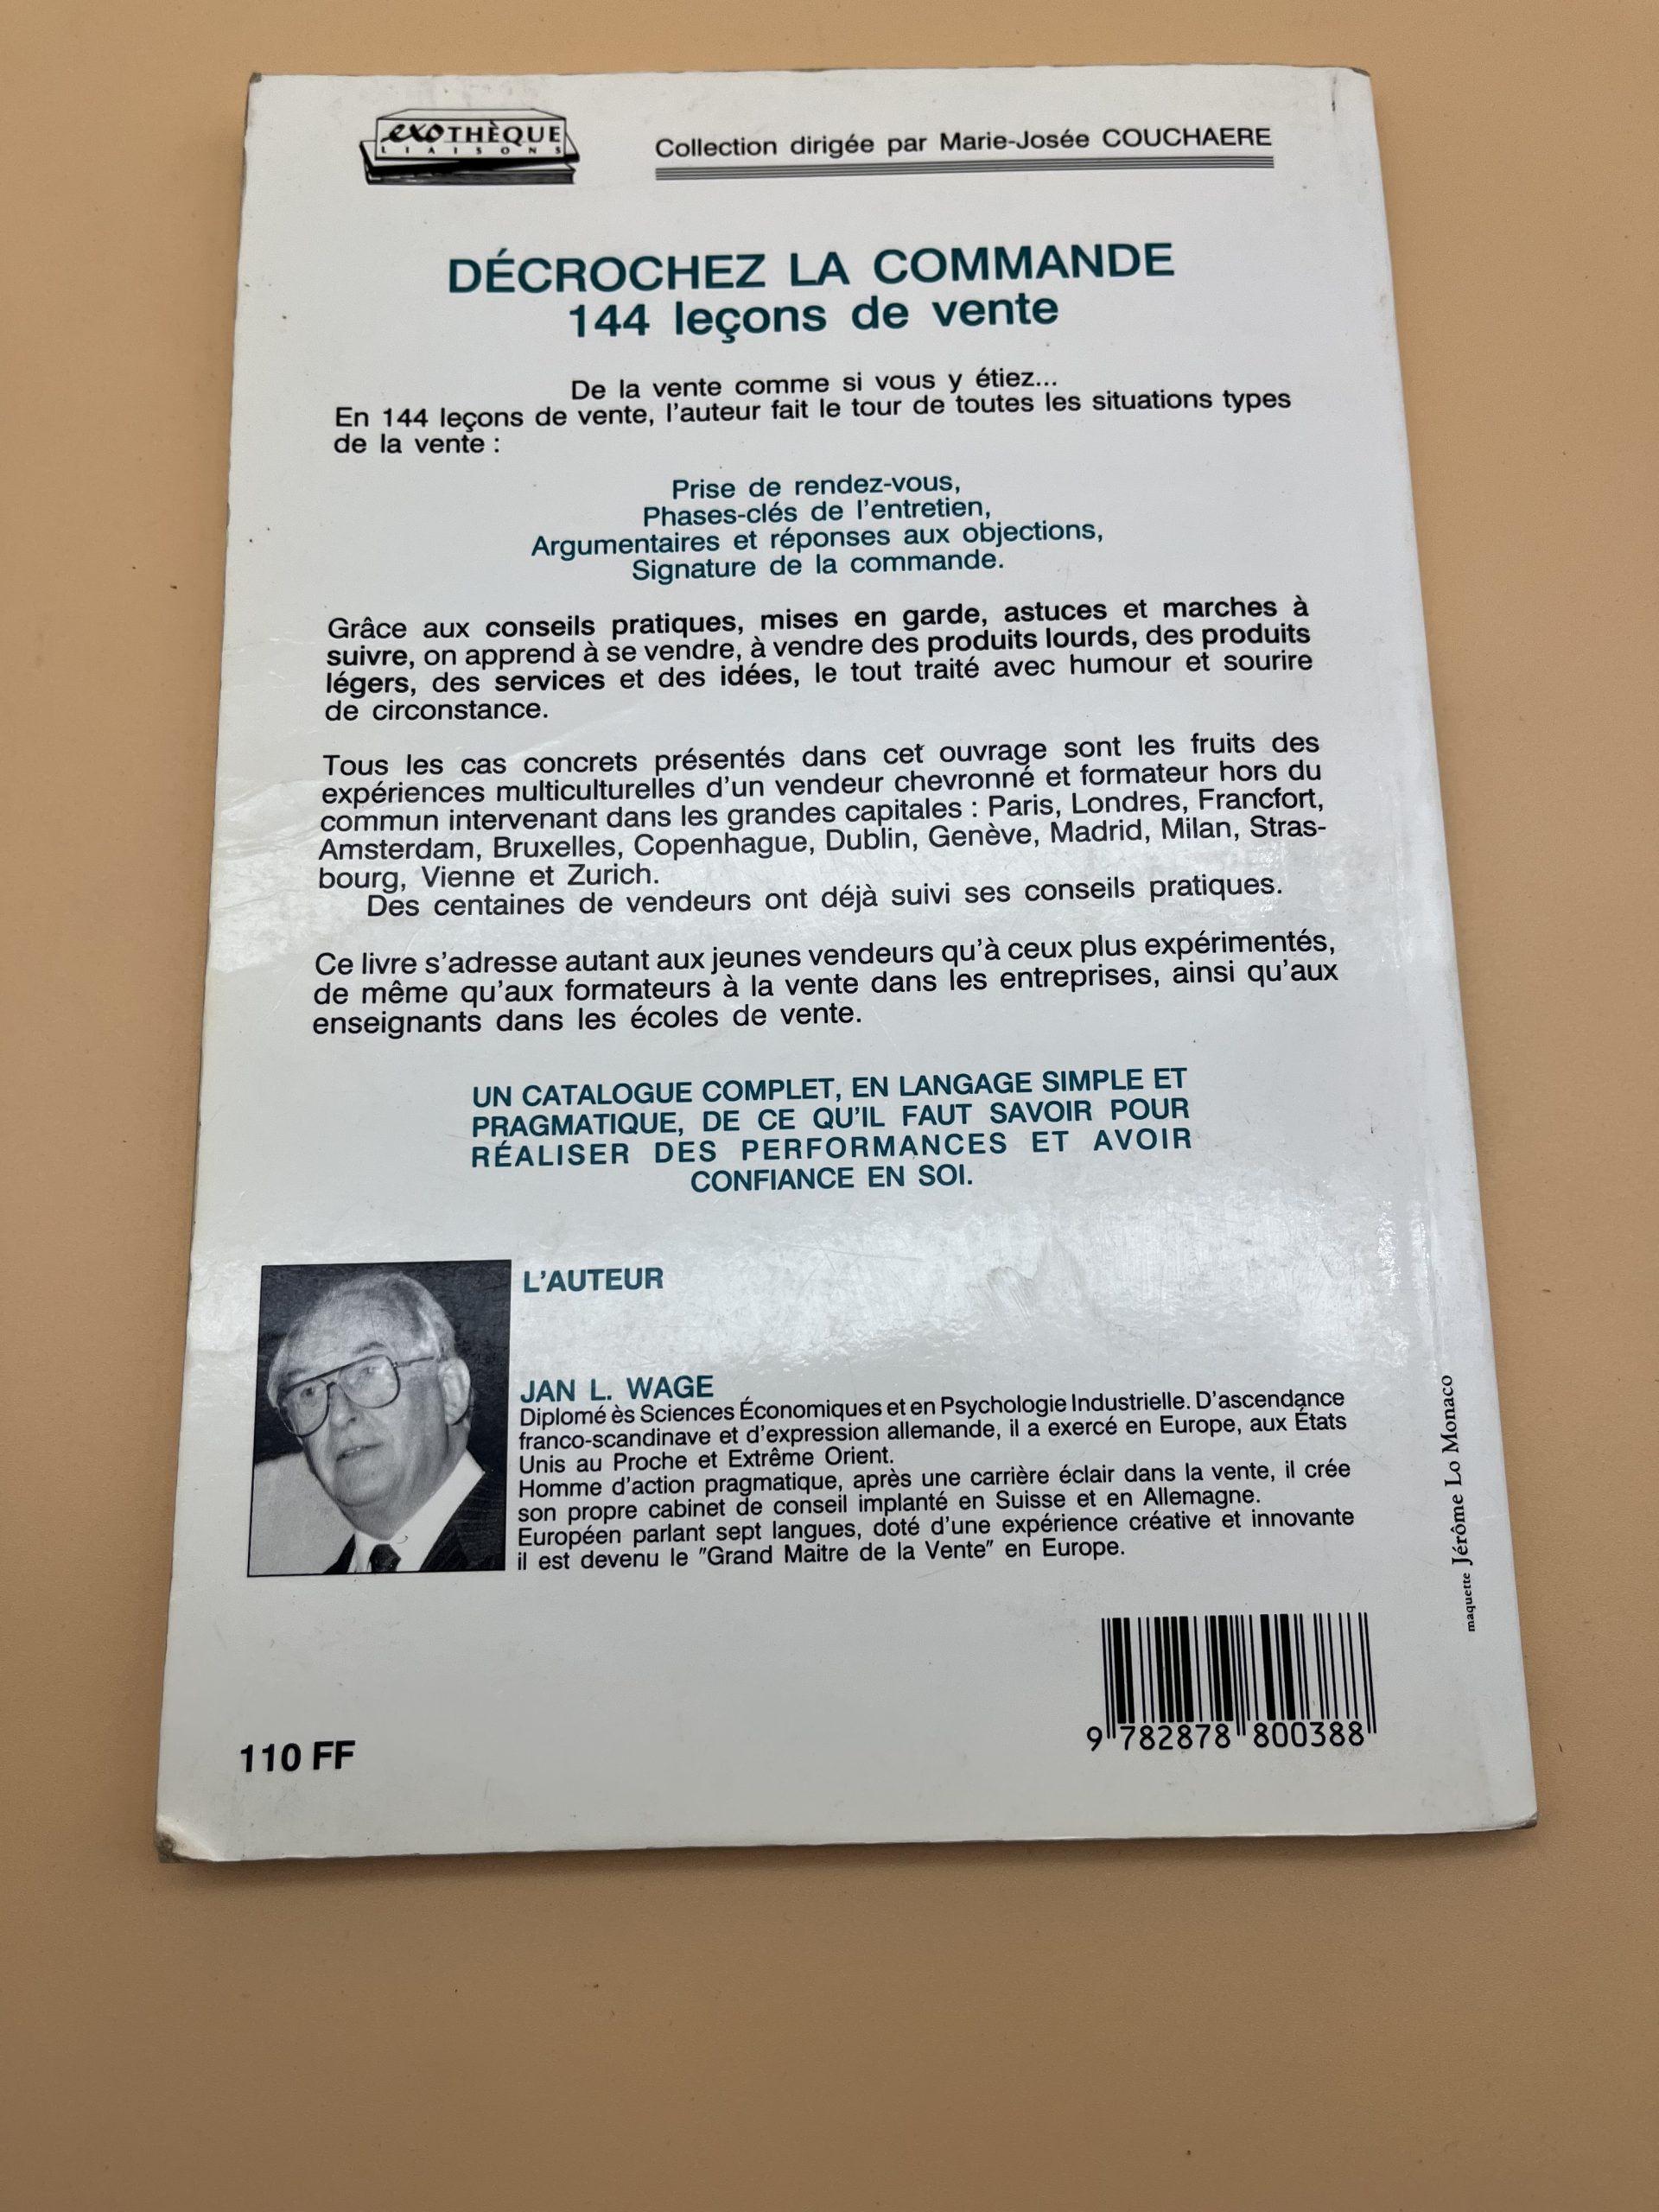 exoTHÈQUE
LIAISONS
Collection dirigée par Marie-Josée COUCHAERE
DÉCROCHEZ LA COMMANDE
144 leçons de vente
De la vente comme si vous y étiez...
En 144 leçons de vente, l'auteur fait le tour de toutes les situations types
de la vente :
Prise de rendez-vous,
Phases-clés de l'entretien,
Argumentaires et réponses aux objections,
Signature de la commande.
Grâce aux conseils pratiques, mises en garde, astuces et marches à
suivre, on apprend à se vendre, à vendre des produits lourds, des produits
légers, des services et des idées, le tout traité avec humour et sourire
de circonstance.
Tous les cas concrets présentés dans cet ouvrage sont les fruits des
expériences multiculturelles d'un vendeur chevronné et formateur hors du
commun intervenant dans les grandes capitales : Paris, Londres, Francfort,
Amsterdam, Bruxelles, Copenhague, Dublin, Genève, Madrid, Milan, Stras-
bourg, Vienne et Zurich.
Des centaines de vendeurs ont déjà suivi ses conseils pratiques.
Ce livre s'adresse autant aux jeunes vendeurs qu'à ceux plus expérimentés,
de même qu'aux formateurs à la vente dans les entreprises, ainsi qu'aux
enseignants dans les écoles de vente.
UN CATALOGUE COMPLET, EN LANGAGE SIMPLE ET
PRAGMATIQUE, DE CE QU'IL FAUT SAVOIR POUR
RÉALISER DES PERFORMANCES ET AVOIR
CONFIANCE EN SOI.
L'AUTEUR
JAN L. WAGE
Diplomé ès Sciences Économiques et en Psychologie Industrielle. D'ascendance
franco-scandinave et d'expression allemande, il a exercé en Europe, aux États
Unis au Proche et Extrême Orient.
Homme d'action pragmatique, après une carrière éclair dans la vente, il crée
son propre cabinet de conseil implanté en Suisse et en Allemagne.
Européen parlant sept langues, doté d'une expérience créative et innovante
il est devenu le "Grand Maitre de la Vente" en Europe.
maquette Jérôme Lo Monaco
110 FF
9 782878 800388